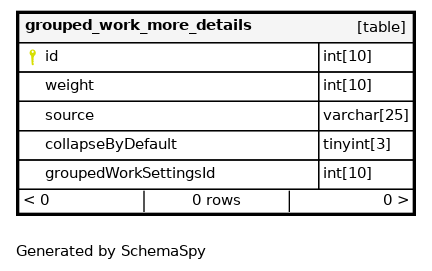 grouped_work_more_details [table]
id int[10]
weight int[10]
source varchar[25]
collapseByDefault tinyint[3]
groupedWorkSettingsId int[10]
< 0 0 rows 0 >
Generated by SchemaSpy